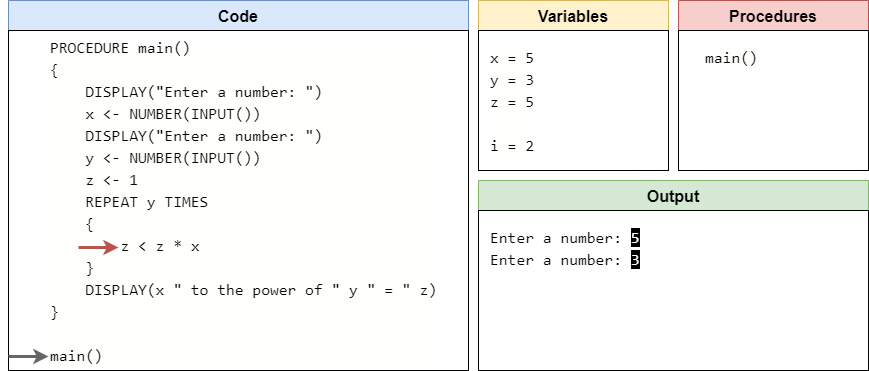 Code
PROCEDURE main()
{
DISPLAY("Enter a number: ")
x <- NUMBER(INPUT())
DISPLAY("Enter a number: ")
y <- NUMBER(INPUT())
z <- 1
REPEAT y TIMES
{
z < z * x
}
DISPLAY(x " to the power of " y " = " z)
}
main()
Variables
x = 5
y = 3
z = 5
i = 2
Procedures
main()
Output
Enter a number: 5
Enter a number: 3